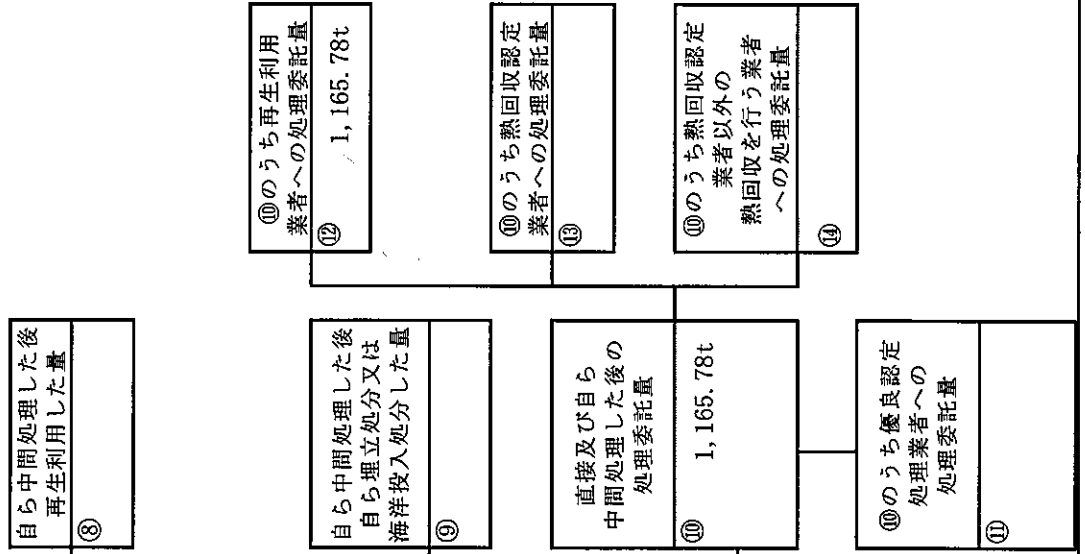 自ら中間処理した後
再生利用した量
⑧
自ら中間処理した後
自ら埋立処分又は
海洋投入処分した量
⑨
直接及び自ら
中間処理した後の
処理委託量
⑩
1,165.78t
⑩のうち優良認定
処理業者への
処理委託量
⑪
⑩のうち再生利用
業者への処理委託量
⑫
1,165.78t
⑩のうち熱回収認定
業者への処理委託量
⑬
⑩のうち熱回収認定
業者以外の
熱回収を行う業者
への処理委託量
⑭